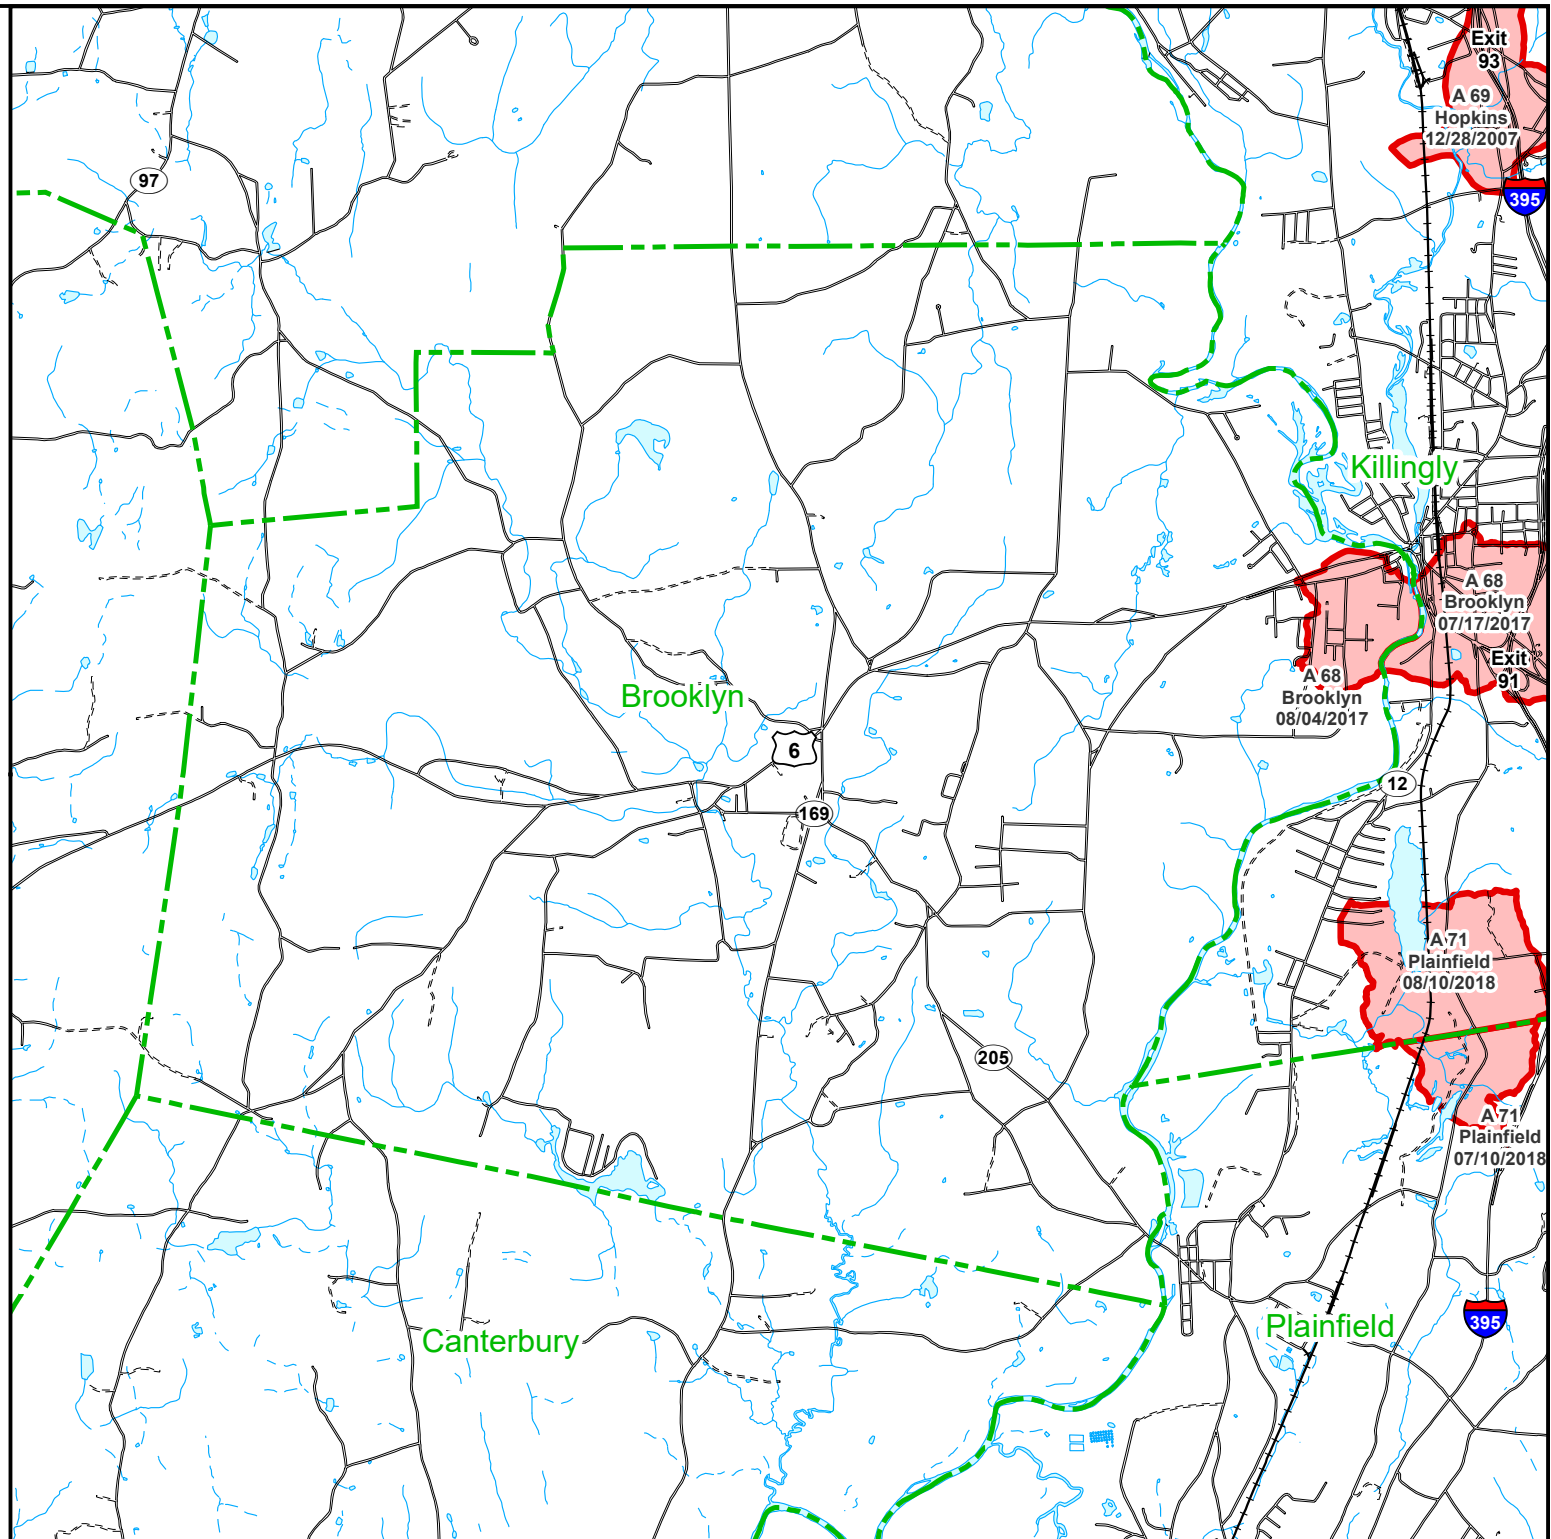 Exit
93
A 69
Hopkins
12/28/2007
97
395
Killingly
A 68
Brooklyn
07/17/2017
Exit
91
A 68
Brooklyn
08/04/2017
Brooklyn
6
12
169
A 71
Plainfield
08/10/2018
205
A 71
Plainfield
07/10/2018
395
Plainfield
Canterbury